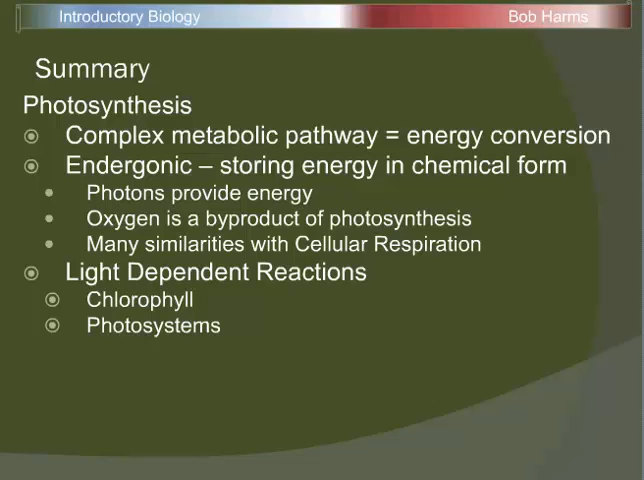 Introductory Biology
Bob Harms
Summary
Photosynthesis
Complex metabolic pathway = energy conversion
Endergonic – storing energy in chemical form
Photons provide energy
Oxygen is a byproduct of photosynthesis
Many similarities with Cellular Respiration
Light Dependent Reactions
Chlorophyll
Photosystems